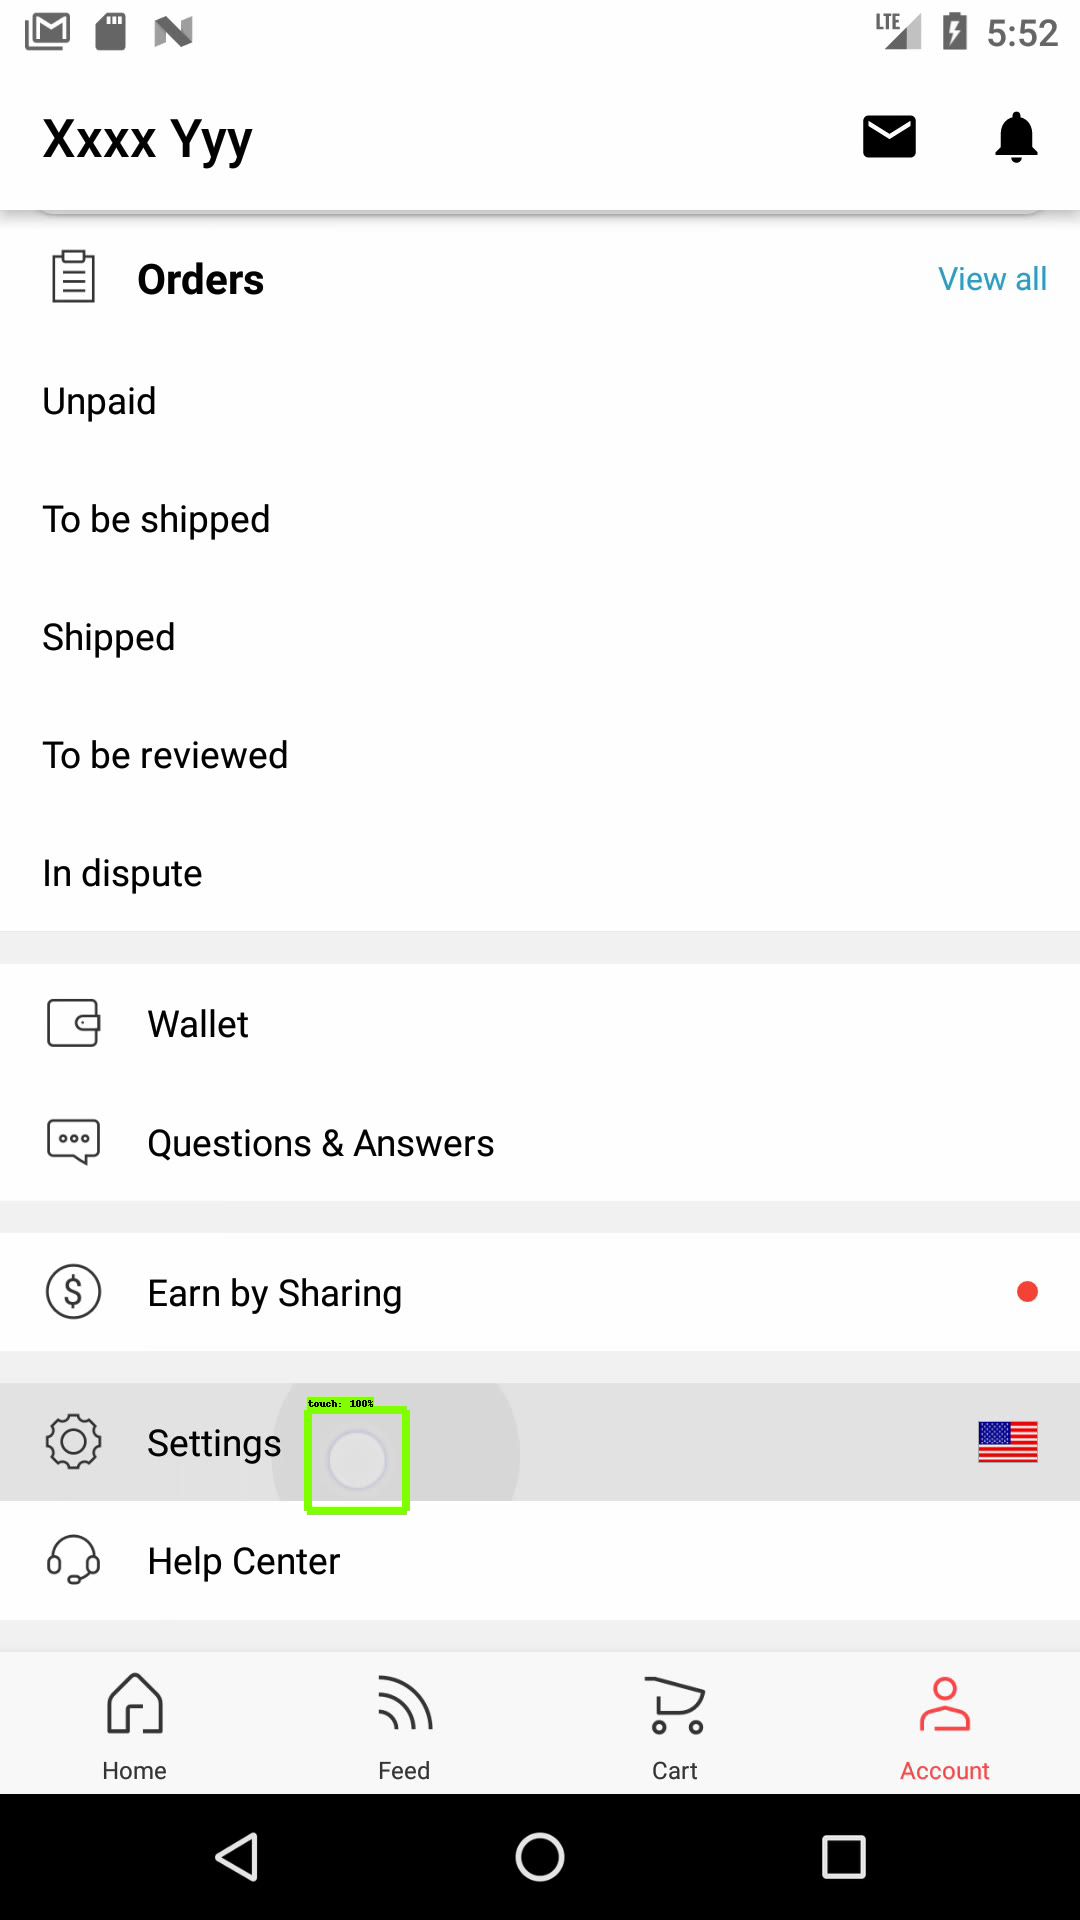 LTE 5:52
Xxxx Yyy
Orders View all
Unpaid
To be shipped
Shipped
To be reviewed
In dispute
Wallet
Questions & Answers
$ Earn by Sharing
touch: 100%
Settings
Help Center
Home Feed Cart Account